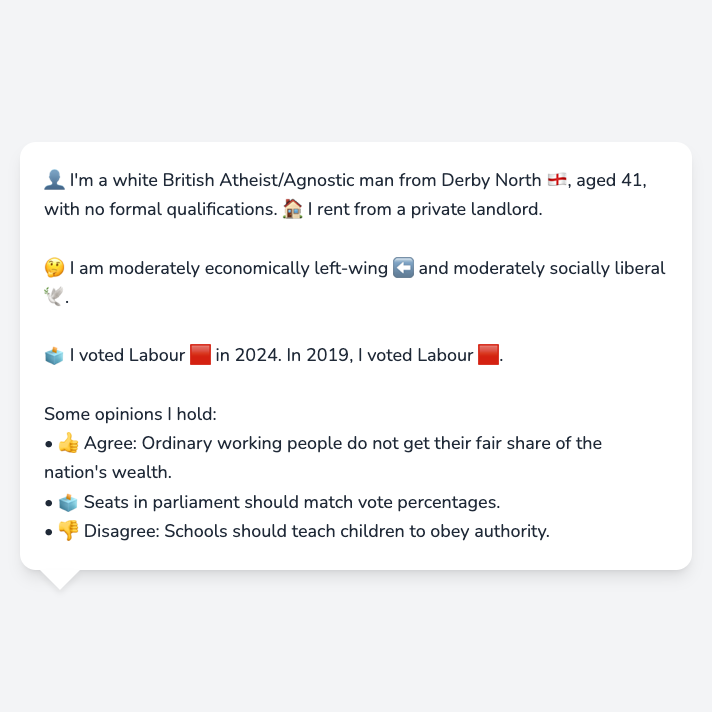 👤 I'm a white British Atheist/Agnostic man from Derby North 🏴󠁧󠁢󠁥󠁮󠁧󠁿, aged 41,
with no formal qualifications. 🏠 I rent from a private landlord.
🤔 I am moderately economically left-wing ⬅️ and moderately socially liberal
🕊️.
🗳️ I voted Labour 🟥 in 2024. In 2019, I voted Labour 🟥.
Some opinions I hold:
• 👍 Agree: Ordinary working people do not get their fair share of the
nation's wealth.
• 🗳️ Seats in parliament should match vote percentages.
• 👎 Disagree: Schools should teach children to obey authority.